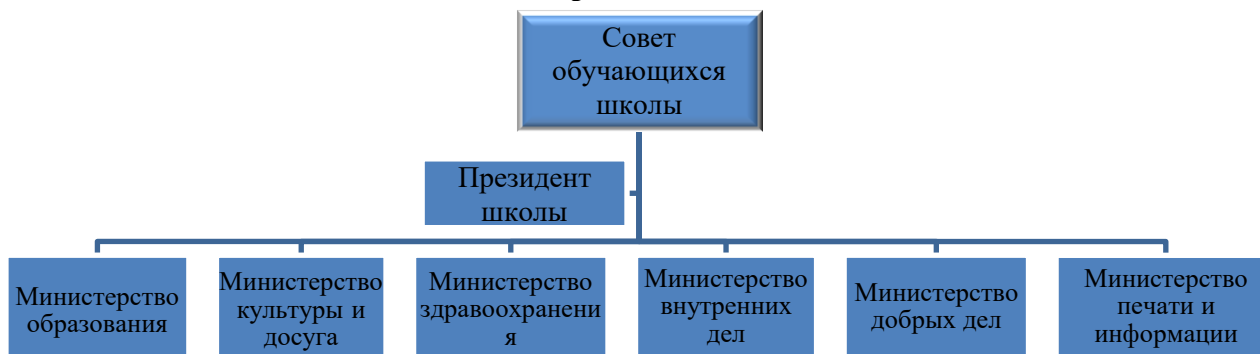 Совет
обучающихся
школы
Президент
школы
Министерство
образования
Министерство
культуры и
досуга
Министерство
здравоохранени
я
Министерство
внутренних
дел
Министерство
добрых дел
Министерство
печати и
информации